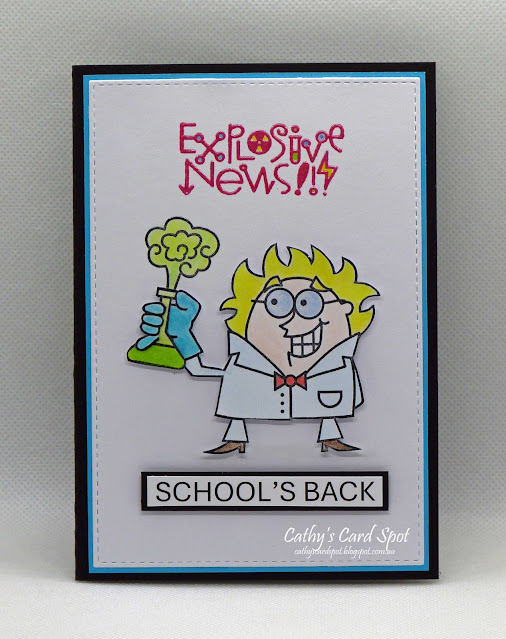 Explosive
News!!!
SCHOOL'S BACK
Cathy's Card Spot
cathyscardspot.blogspot.com.au